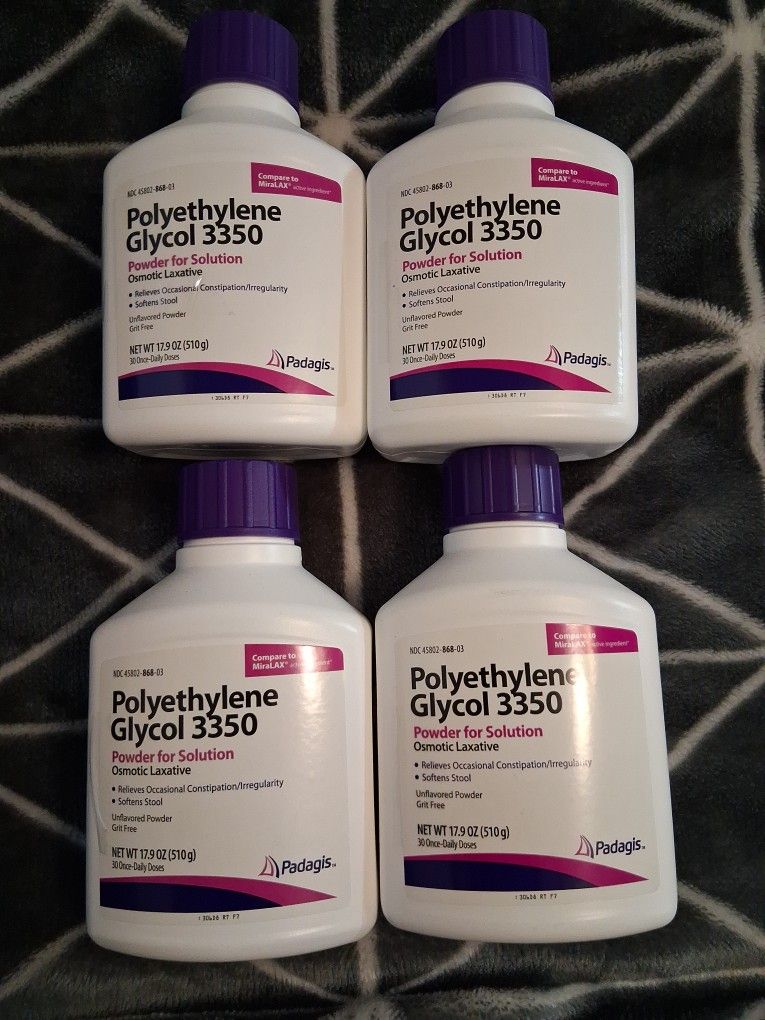 NDC 45802-868-03
Compare to
MiraLAX® active ingredient*
Polyethylene
Glycol 3350
Powder for Solution
Osmotic Laxative
• Relieves Occasional Constipation/Irregularity
• Softens Stool
Unflavored Powder
Grit Free
NET WT 17.9 OZ (510 g)
30 Once-Daily Doses
Padagis™
NDC 45802-868-03
Compare to
MiraLAX® active ingredient*
Polyethylene
Glycol 3350
Powder for Solution
Osmotic Laxative
• Relieves Occasional Constipation/Irregularity
• Softens Stool
Unflavored Powder
Grit Free
NET WT 17.9 OZ (510 g)
30 Once-Daily Doses
Padagis™
NDC 45802-868-03
Compare to
MiraLAX® active ingredient*
Polyethylene
Glycol 3350
Powder for Solution
Osmotic Laxative
• Relieves Occasional Constipation/Irregularity
• Softens Stool
Unflavored Powder
Grit Free
NET WT 17.9 OZ (510 g)
30 Once-Daily Doses
Padagis™
NDC 45802-868-03
Compare to
MiraLAX® active ingredient*
Polyethylene
Glycol 3350
Powder for Solution
Osmotic Laxative
• Relieves Occasional Constipation/Irregularity
• Softens Stool
Unflavored Powder
Grit Free
NET WT 17.9 OZ (510 g)
30 Once-Daily Doses
Padagis™